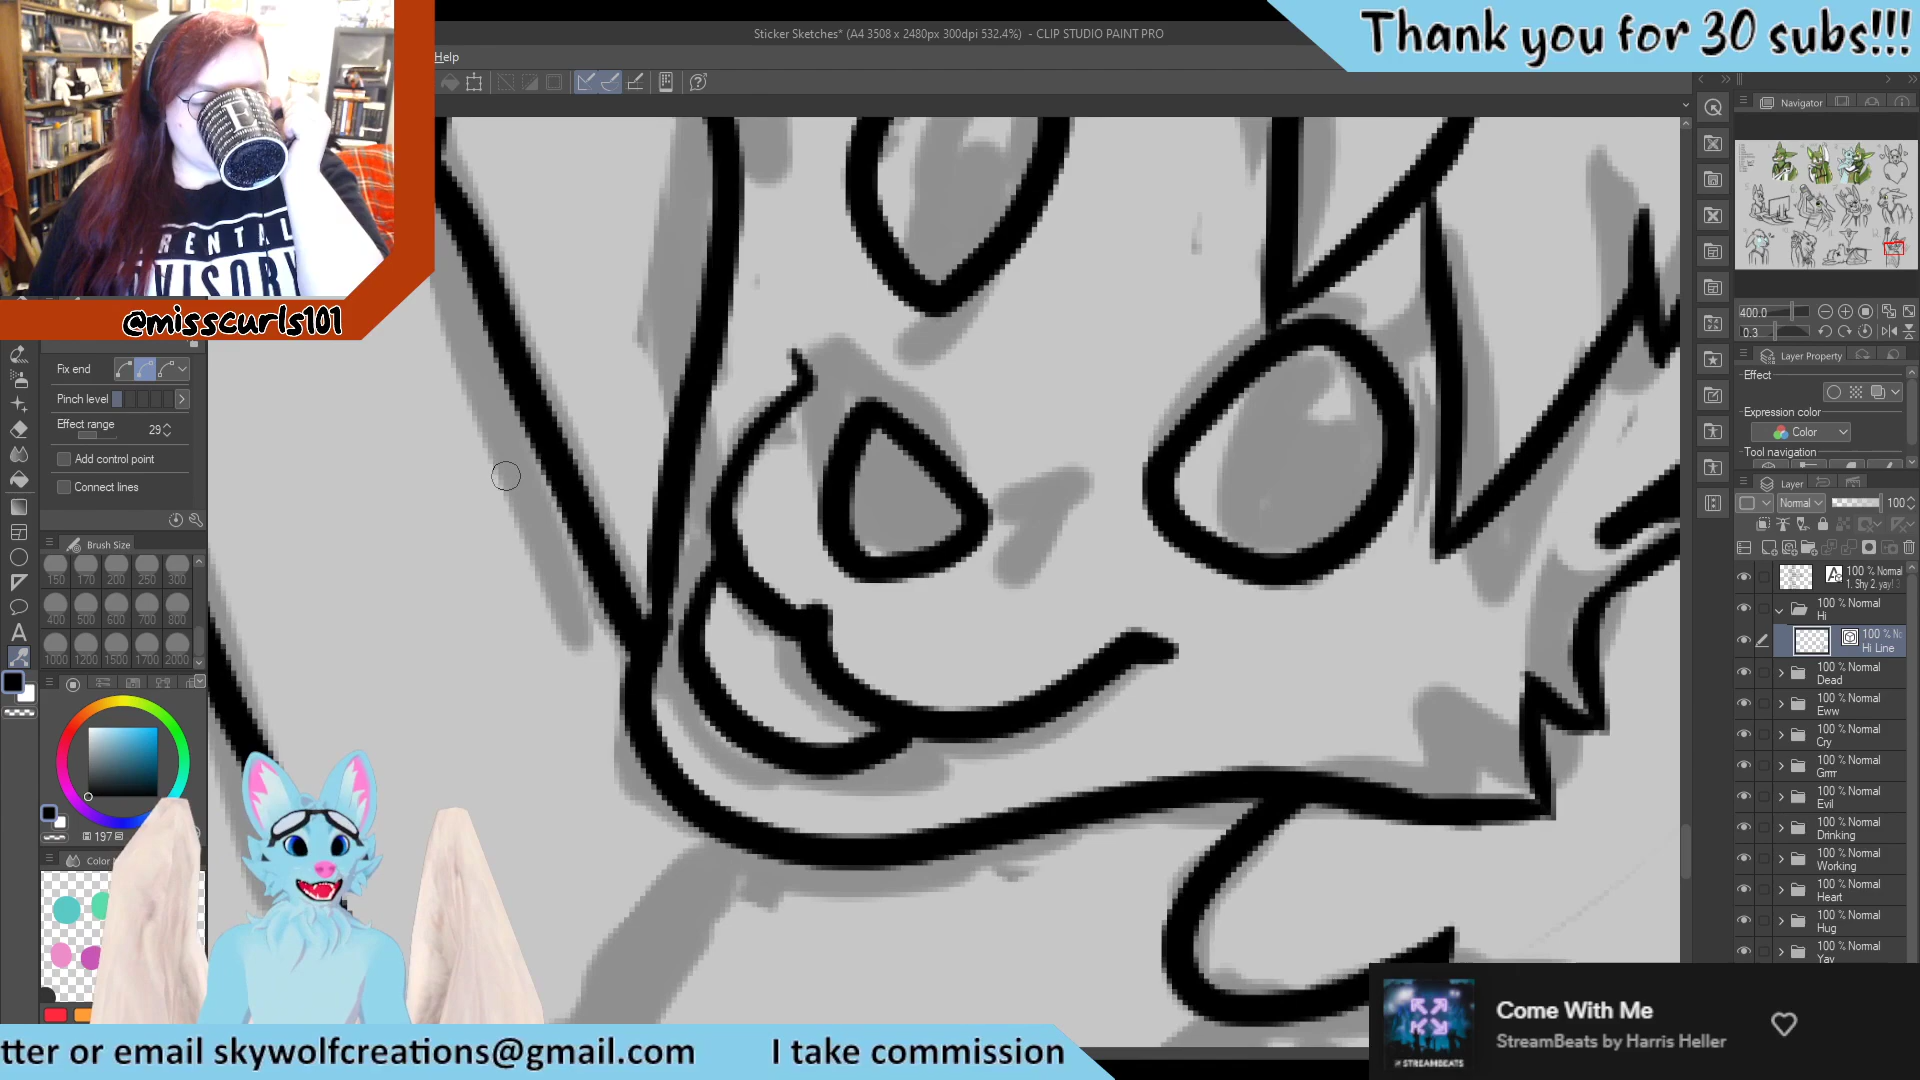 Sticker Sketches* (A4 3508 x 2480px 300dpi 532.4%) - CLIP STUDIO PAINT PRO
Thank you for 30 subs!!!
Help
E
RENTAL
DVISORY
@misscurls101
Navigator
400.0
0.3
Layer Property
Effect
Expression color
Color
Tool navigation
Layer
Normal
100
100 % Normal
1. Shy 2. yay!
100 % Normal
Hi
Hi Line
100 % Normal
Dead
100 % Normal
Eww
100 % Normal
Cry
100 % Normal
Grrr
100 % Normal
Evil
100 % Normal
Drinking
100 % Normal
Working
100 % Normal
Heart
100 % Normal
Hug
100 % Normal
Yay
Fix end
Pinch level
Effect range
29
Add control point
Connect lines
Brush Size
150 170 200 250 300
400 500 600 700 800
1000 1200 1500 1700 2000
197
Color
Come With Me
StreamBeats by Harris Heller
STREAMBEATS
tter or email skywolfcreations@gmail.com
I take commission